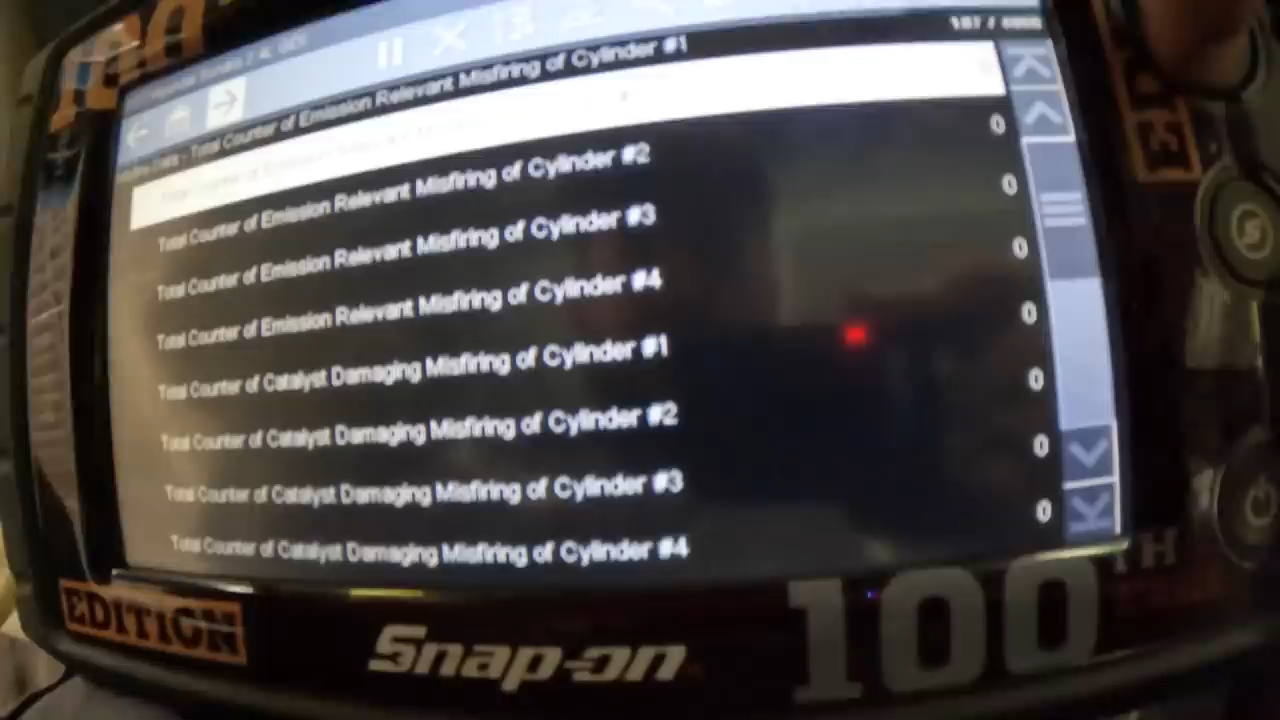 187 / 4000
Total Counter of Emission Relevant Misfiring of Cylinder #1
0
Total Counter of Emission Relevant Misfiring of Cylinder #2
0
Total Counter of Emission Relevant Misfiring of Cylinder #3
0
Total Counter of Emission Relevant Misfiring of Cylinder #4
0
Total Counter of Catalyst Damaging Misfiring of Cylinder #1
0
Total Counter of Catalyst Damaging Misfiring of Cylinder #2
0
Total Counter of Catalyst Damaging Misfiring of Cylinder #3
0
Total Counter of Catalyst Damaging Misfiring of Cylinder #4
EDITION
Snap-on
100TH